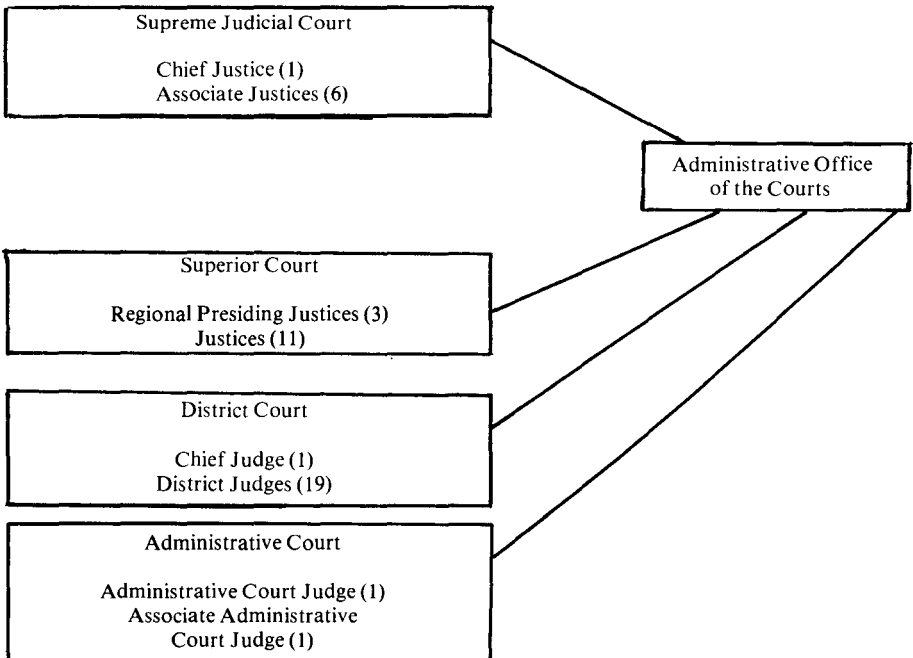 Supreme Judicial Court
Chief Justice (1)
Associate Justices (6)
Administrative Office
of the Courts
Superior Court
Regional Presiding Justices (3)
Justices (11)
District Court
Chief Judge (1)
District Judges (19)
Administrative Court
Administrative Court Judge (1)
Associate Administrative
Court Judge (1)